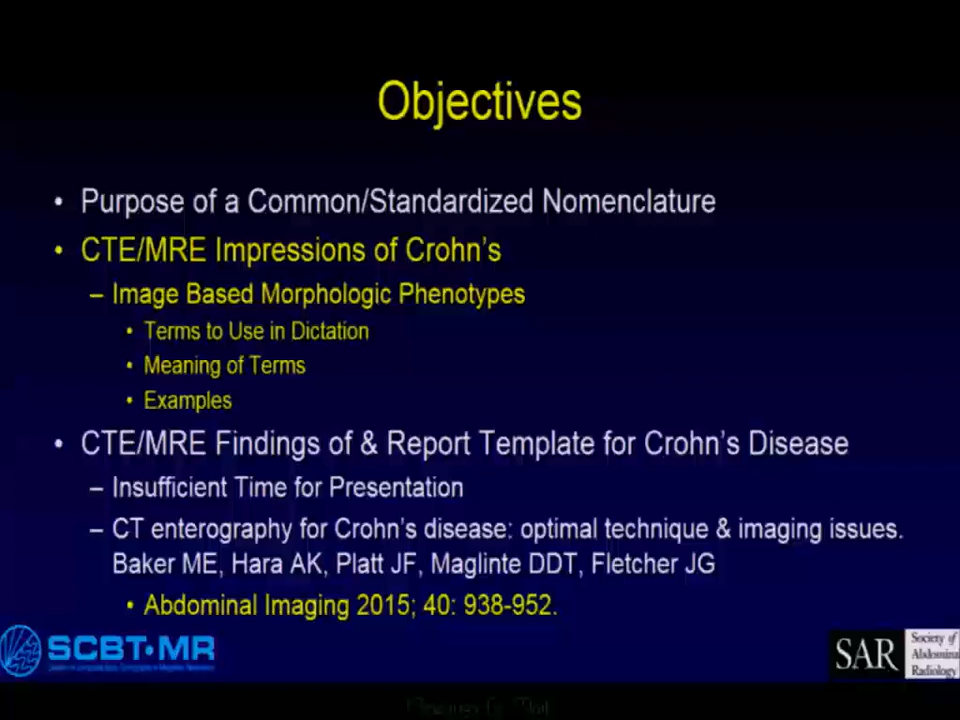 Objectives
• Purpose of a Common/Standardized Nomenclature
• CTE/MRE Impressions of Crohn's
– Image Based Morphologic Phenotypes
• Terms to Use in Dictation
• Meaning of Terms
• Examples
• CTE/MRE Findings of & Report Template for Crohn's Disease
– Insufficient Time for Presentation
– CT enterography for Crohn's disease: optimal technique & imaging issues.
Baker ME, Hara AK, Platt JF, Maglinte DDT, Fletcher JG
• Abdominal Imaging 2015; 40: 938-952.
SCBT•MR
SAR
Society of
Abdominal
Radiology